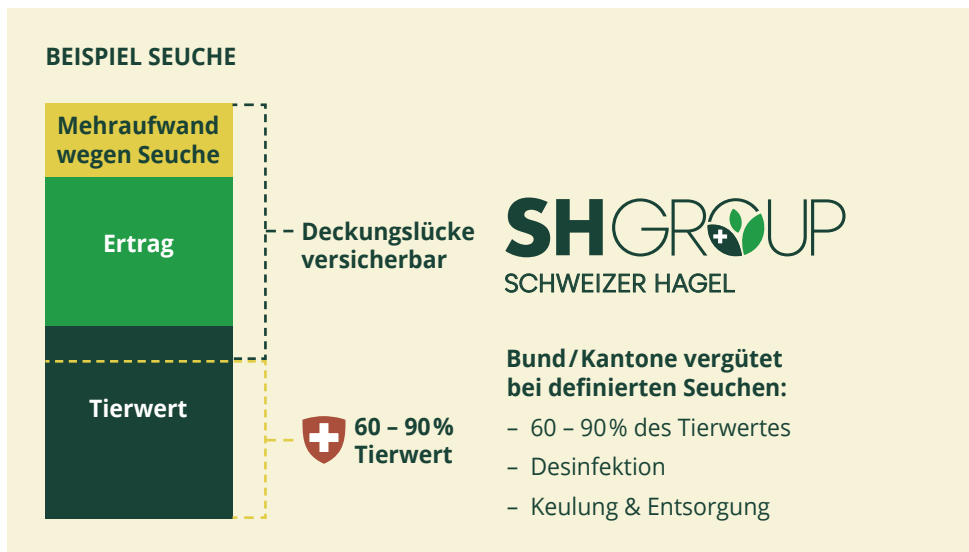 BEISPIEL SEUCHE
Mehraufwand
wegen Seuche
Ertrag
Tierwert
Deckungslücke
versicherbar
60 – 90%
Tierwert
SHGROUP
SCHWEIZER HAGEL
Bund/Kantone vergütet
bei definierten Seuchen:
– 60 – 90% des Tierwertes
– Desinfektion
– Keulung & Entsorgung